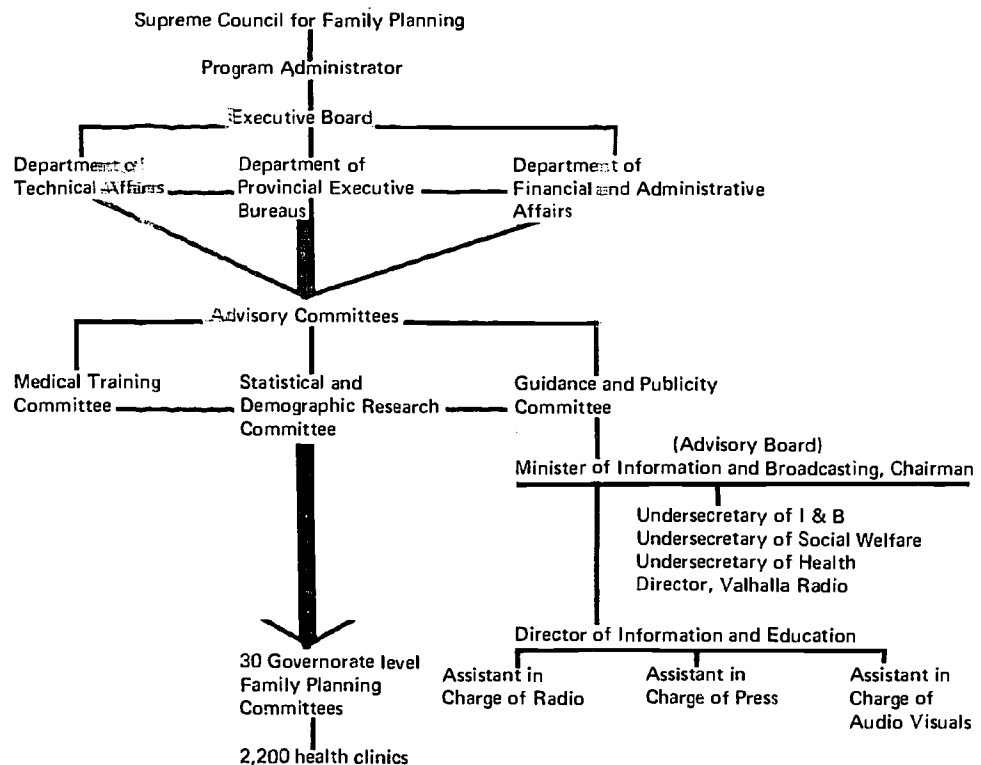 Supreme Council for Family Planning
Program Administrator
Executive Board
Department of
Technical Affairs
Department of
Provincial Executive
Bureaus
Department of
Financial and Administrative
Affairs
Advisory Committees
Medical Training
Committee
Statistical and
Demographic Research
Committee
Guidance and Publicity
Committee
(Advisory Board)
Minister of Information and Broadcasting, Chairman
Undersecretary of I & B
Undersecretary of Social Welfare
Undersecretary of Health
Director, Valhalla Radio
Director of Information and Education
Assistant in
Charge of Radio
Assistant in
Charge of Press
Assistant in
Charge of
Audio Visuals
30 Governorate level
Family Planning
Committees
2,200 health clinics